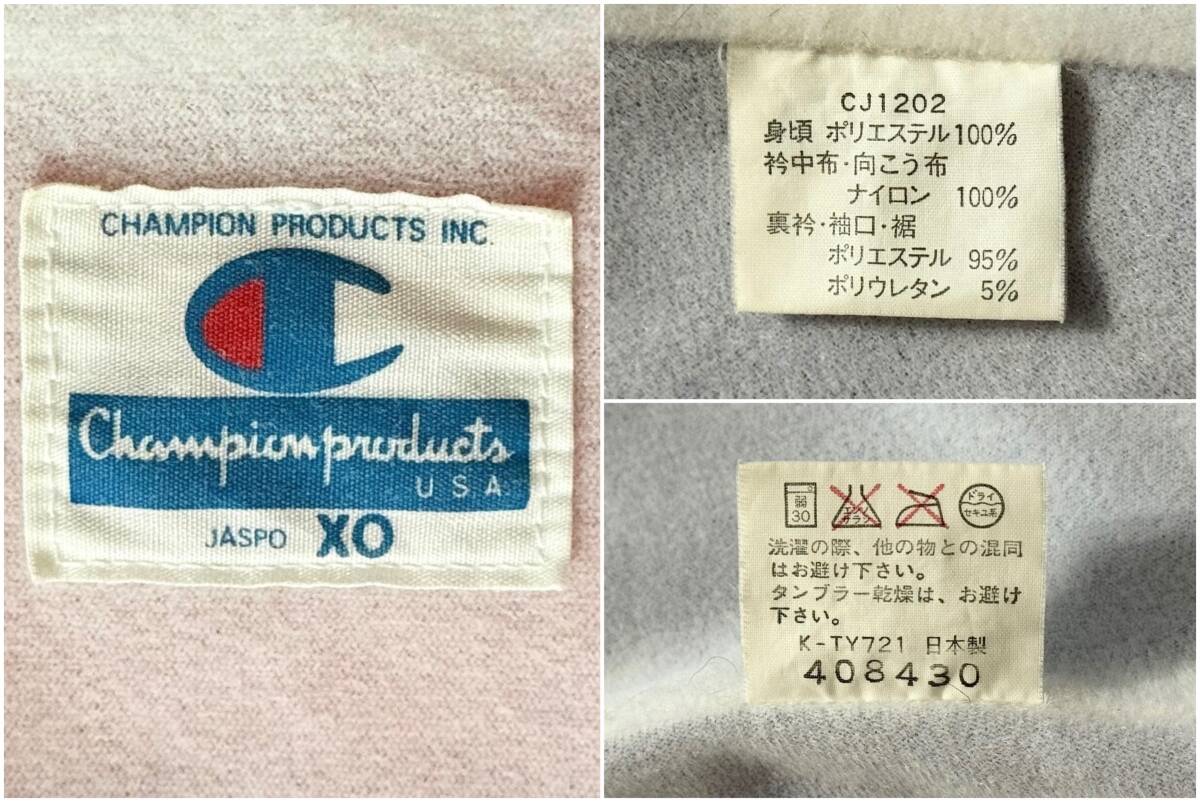 CHAMPION PRODUCTS INC.
Champion products
USA
JASPO XO
CJ1202
身頃 ポリエステル100%
衿中布・向こう布
ナイロン 100%
裏衿・袖口・裾
ポリエステル 95%
ポリウレタン 5%
弱
30
エンソ
サラシ
ドライ
セキユ系
洗濯の際、他の物との混同
はお避け下さい。
タンブラー乾燥は、お避け
下さい。
K-TY721 日本製
408430